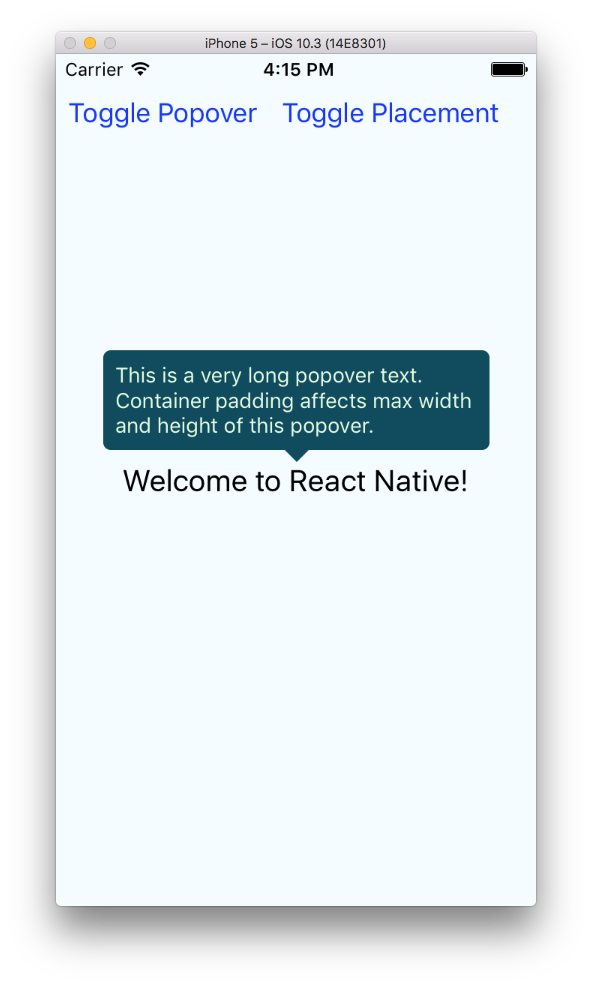 iPhone 5 – iOS 10.3 (14E8301)
Carrier 4:15 PM
Toggle Popover Toggle Placement
This is a very long popover text.
Container padding affects max width
and height of this popover.
Welcome to React Native!